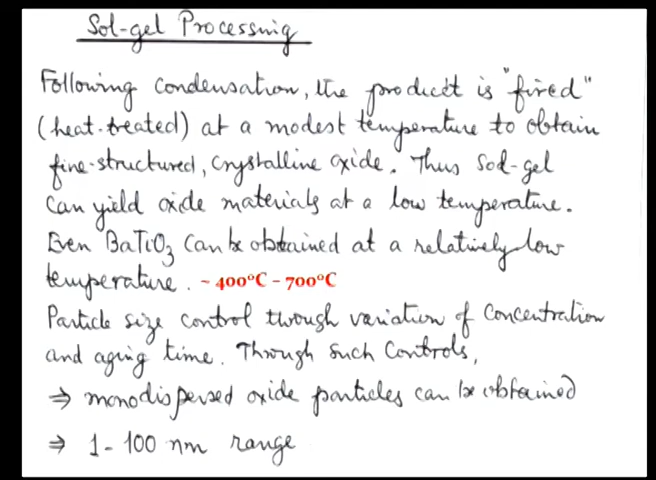 Sol-gel Processing
Following condensation, the product is "fired"
(heat-treated) at a modest temperature to obtain
fine-structured, crystalline oxide. Thus Sol-gel
can yield oxide materials at a low temperature.
Even BaTiO3 can be obtained at a relatively low
temperature. ~ 400°C – 700°C
Particle size control through variation of concentration
and aging time. Through such controls,
⇒ monodispersed oxide particles can be obtained
⇒ 1 - 100 nm range